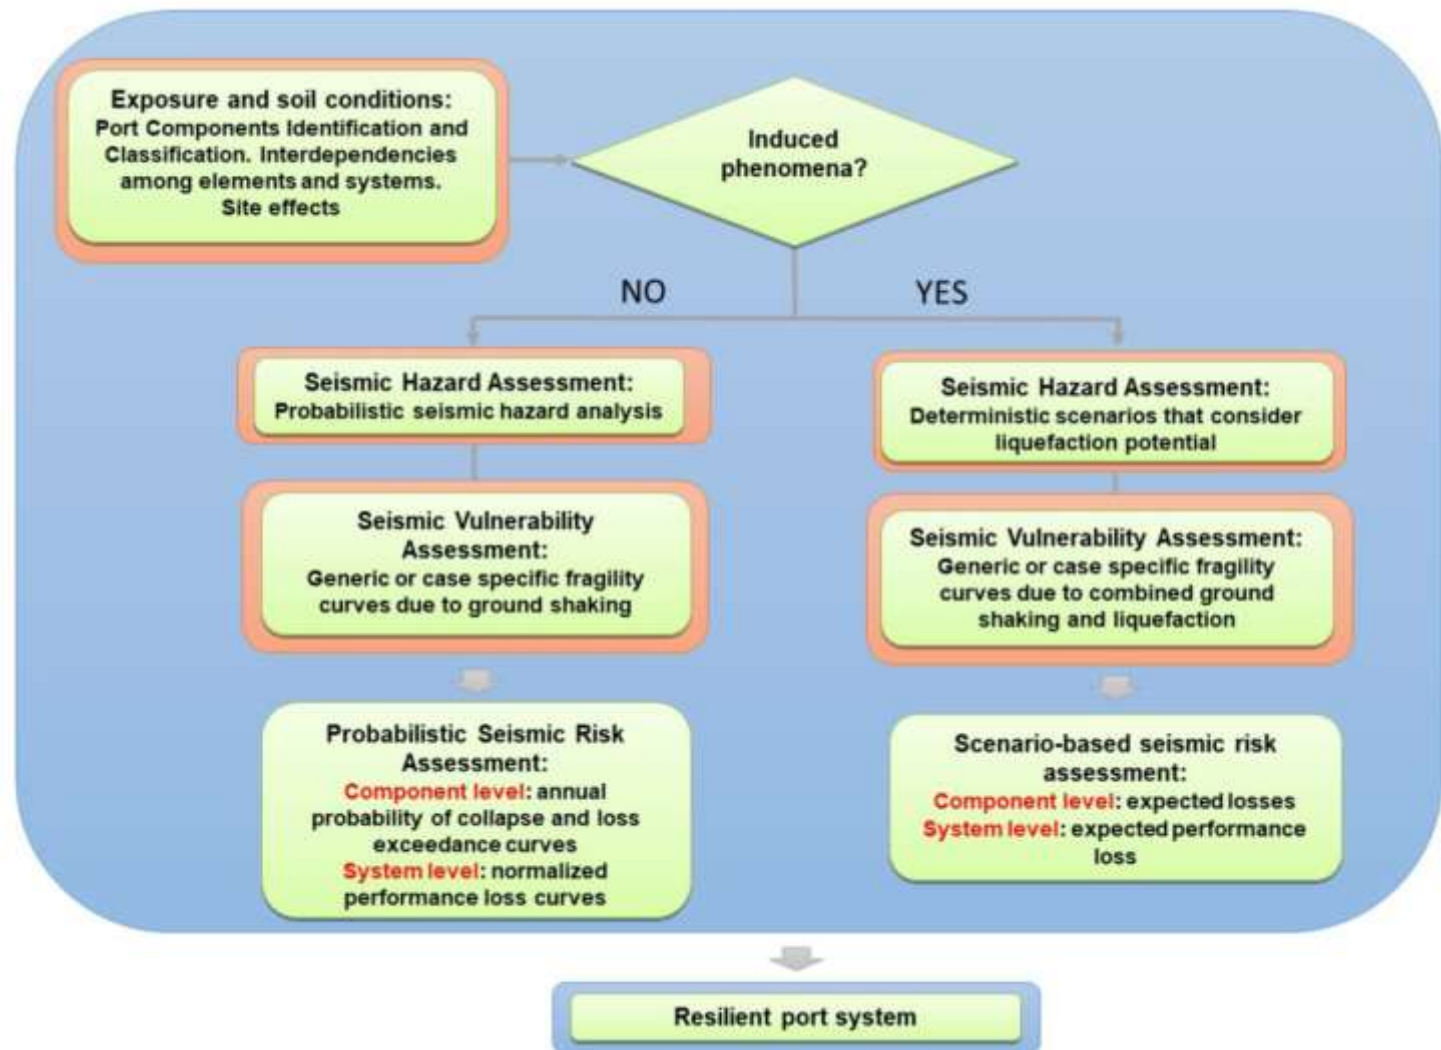 Exposure and soil conditions:
Port Components Identification and
Classification. Interdependencies
among elements and systems.
Site effects
Induced
phenomena?
NO
YES
Seismic Hazard Assessment:
Probabilistic seismic hazard analysis
Seismic Vulnerability
Assessment:
Generic or case specific fragility
curves due to ground shaking
Probabilistic Seismic Risk
Assessment:
Component level: annual
probability of collapse and loss
exceedance curves
System level: normalized
performance loss curves
Seismic Hazard Assessment:
Deterministic scenarios that consider
liquefaction potential
Seismic Vulnerability Assessment:
Generic or case specific fragility
curves due to combined ground
shaking and liquefaction
Scenario-based seismic risk
assessment:
Component level: expected losses
System level: expected performance
loss
Resilient port system